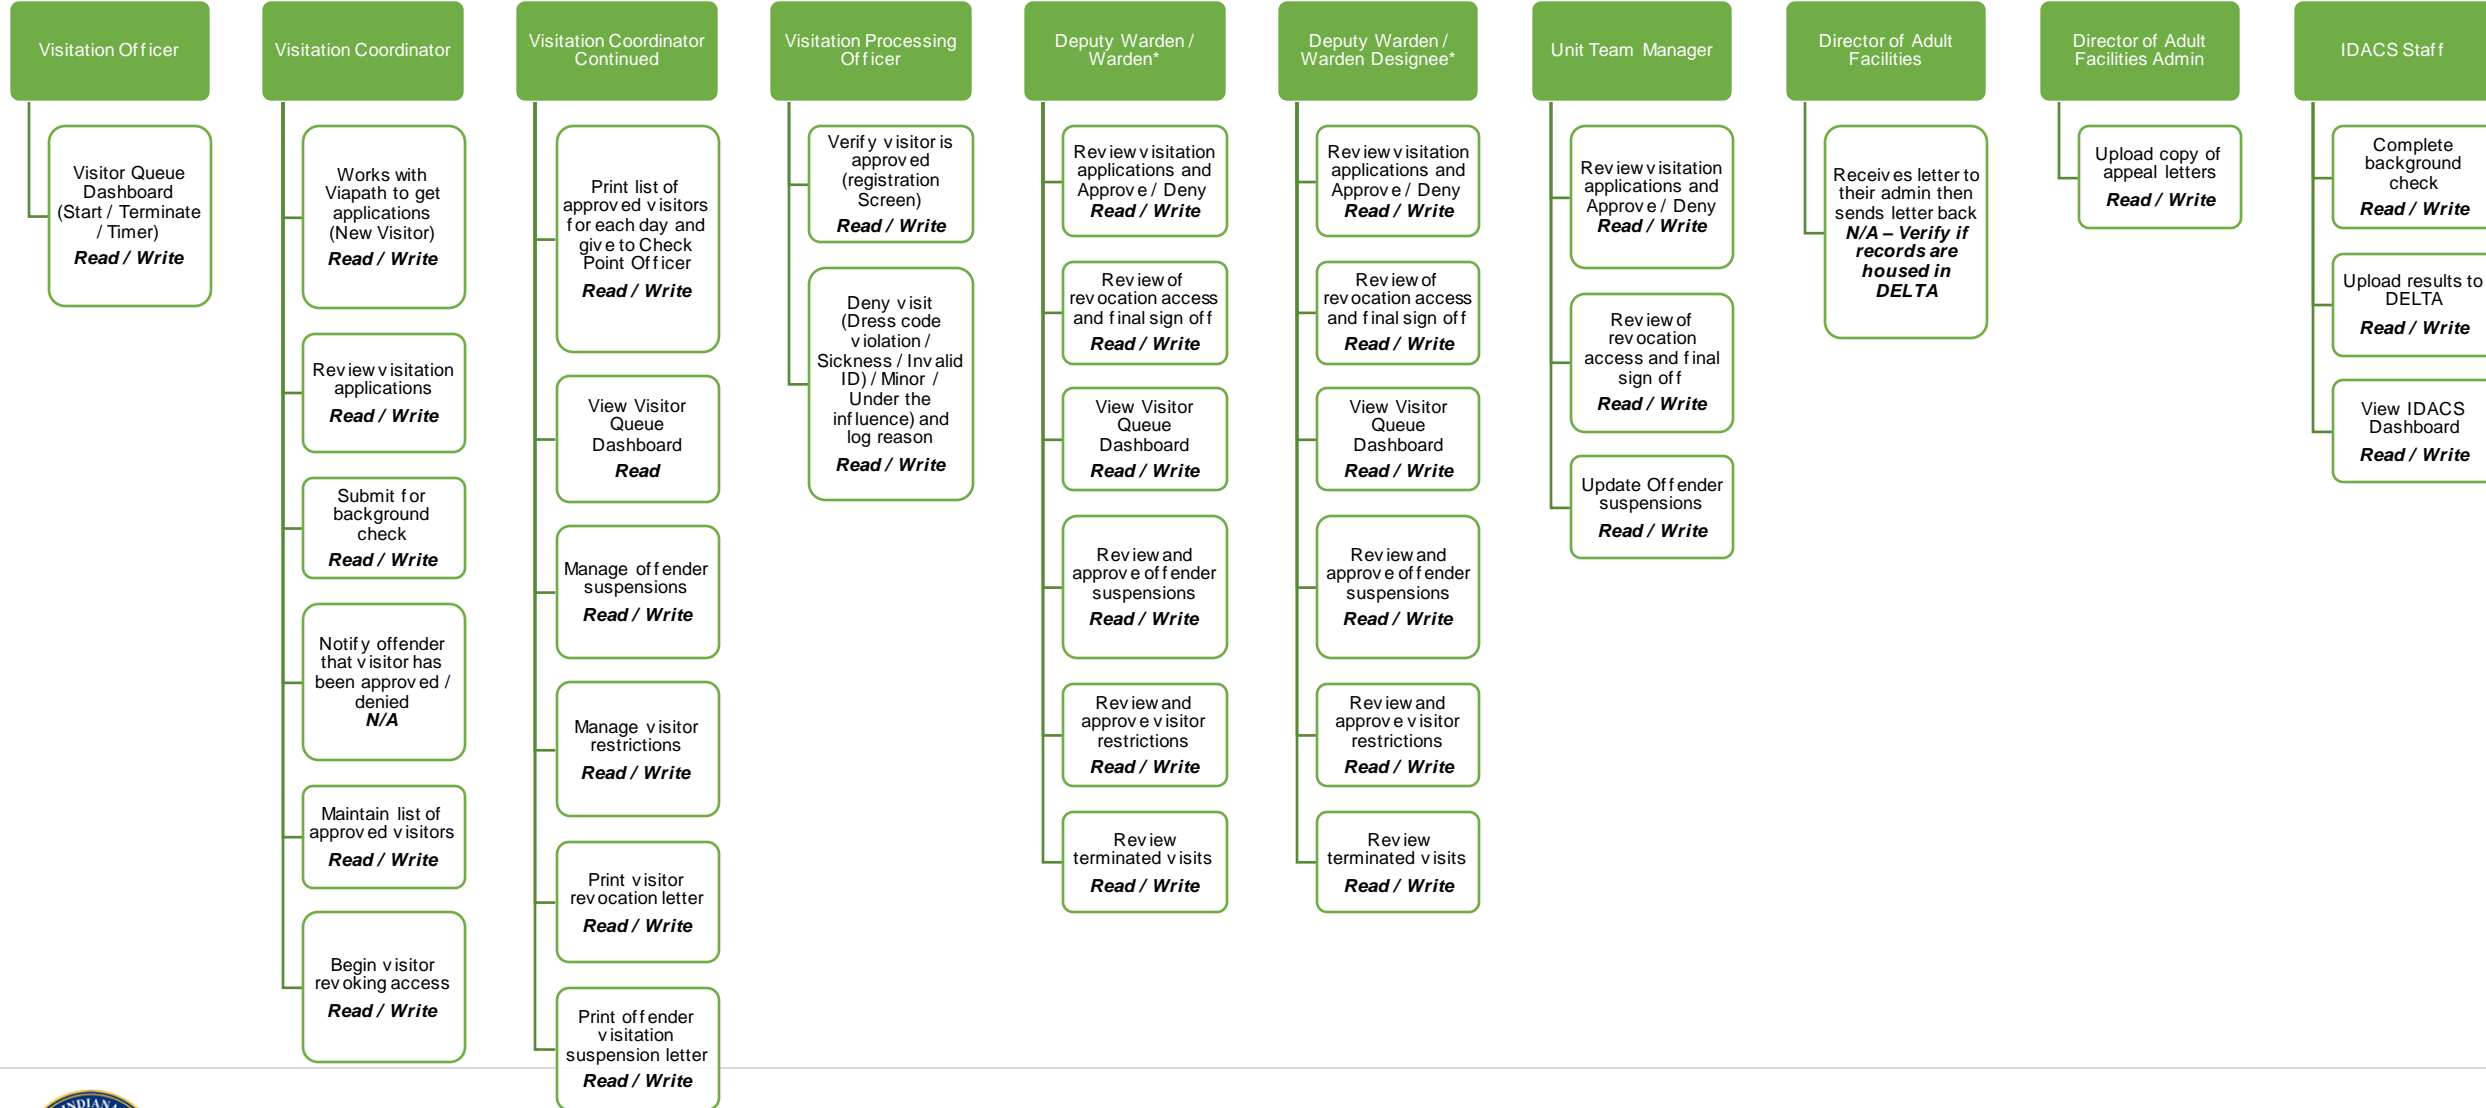 Visitation Officer
Visitor Queue
Dashboard
(Start / Terminate
/ Timer)
Read / Write
Visitation Coordinator
Works with
Viapath to get
applications
(New Visitor)
Read / Write
Review visitation
applications
Read / Write
Submit for
background
check
Read / Write
Notify offender
that visitor has
been approved /
denied
N/A
Maintain list of
approved visitors
Read / Write
Begin visitor
revoking access
Read / Write
Visitation Coordinator
Continued
Print list of
approved visitors
for each day and
give to Check
Point Officer
Read / Write
View Visitor
Queue
Dashboard
Read
Manage offender
suspensions
Read / Write
Manage visitor
restrictions
Read / Write
Print visitor
revocation letter
Read / Write
Print offender
visitation
suspension letter
Read / Write
Visitation Processing
Officer
Verify visitor is
approved
(registration
Screen)
Read / Write
Deny visit
(Dress code
violation /
Sickness / Invalid
ID) / Minor /
Under the
influence) and
log reason
Read / Write
Deputy Warden /
Warden*
Review visitation
applications and
Approve / Deny
Read / Write
Review of
revocation access
and final sign off
Read / Write
View Visitor
Queue
Dashboard
Read / Write
Review and
approve offender
suspensions
Read / Write
Review and
approve visitor
restrictions
Read / Write
Review
terminated visits
Read / Write
Deputy Warden /
Warden Designee*
Review visitation
applications and
Approve / Deny
Read / Write
Review of
revocation access
and final sign off
Read / Write
View Visitor
Queue
Dashboard
Read / Write
Review and
approve offender
suspensions
Read / Write
Review and
approve visitor
restrictions
Read / Write
Review
terminated visits
Read / Write
Unit Team Manager
Review visitation
applications and
Approve / Deny
Read / Write
Review of
revocation
access and final
sign off
Read / Write
Update Offender
suspensions
Read / Write
Director of Adult
Facilities
Receives letter to
their admin then
sends letter back
N/A – Verify if
records are
housed in
DELTA
Director of Adult
Facilities Admin
Upload copy of
appeal letters
Read / Write
IDACS Staff
Complete
background
check
Read / Write
Upload results to
DELTA
Read / Write
View IDACS
Dashboard
Read / Write
INDIANA